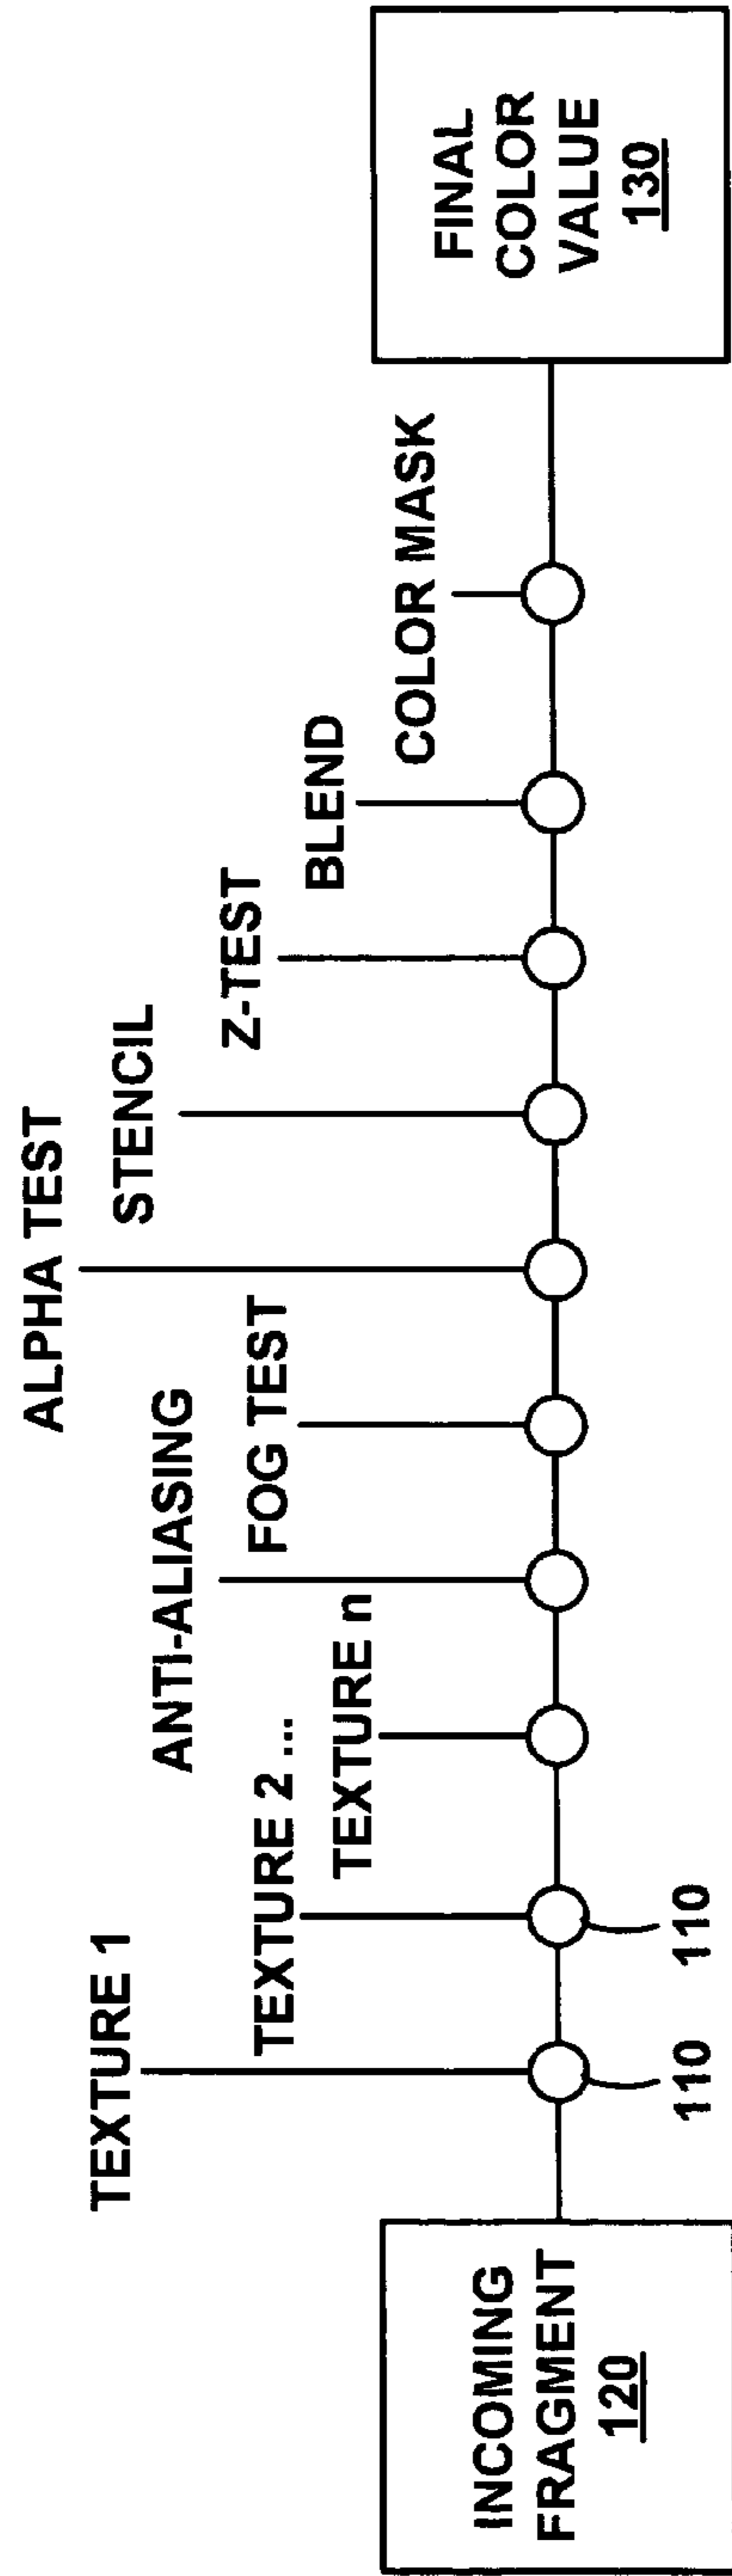 INCOMING
FRAGMENT
120
TEXTURE 1
110
TEXTURE 2 ...
110
TEXTURE n
ANTI-ALIASING
FOG TEST
ALPHA TEST
STENCIL
Z-TEST
BLEND
COLOR MASK
FINAL
COLOR
VALUE
130